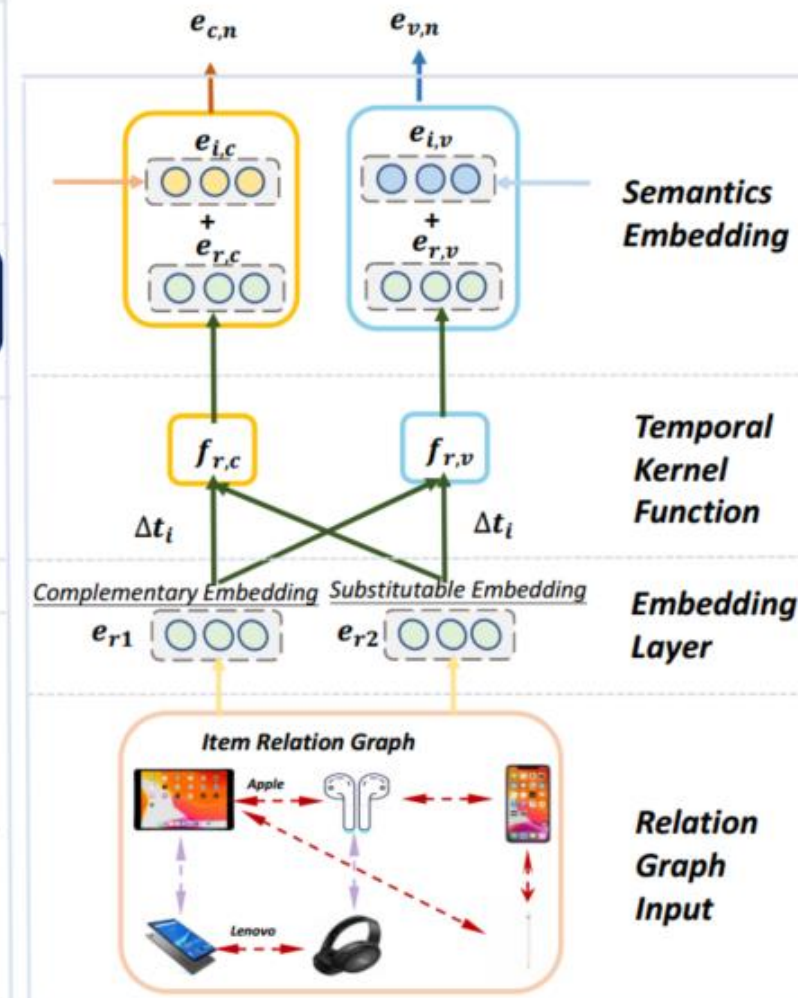 e_{c,n} e_{v,n}
e_{i,c} e_{i,v}
+ +
e_{r,c} e_{r,v}
Semantics
Embedding
f_{r,c} f_{r,v}
Δt_i Δt_i
Temporal
Kernel
Function
Complementary Embedding Substitutable Embedding
e_{r1} e_{r2}
Embedding
Layer
Item Relation Graph
Apple
Lenovo
Relation
Graph
Input